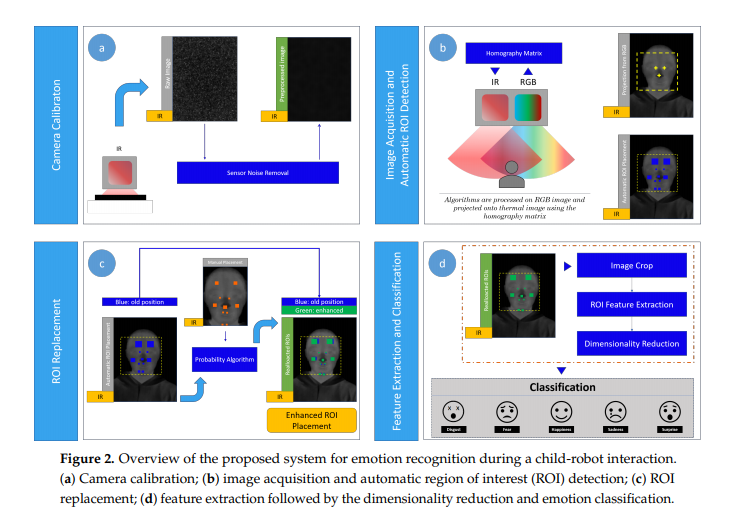 Camera Calibraton
a
Raw Image
IR
Preprocessed Image
IR
IR
Sensor Noise Removal
Image Acquisition and
Automatic ROI Detection
b
Homography Matrix
IR
RGB
Algorithms are processed on RGB image and
projected onto thermal image using the
homography matrix
Projection from RGB
IR
Automatic ROI Placement
IR
ROI Replacement
c
Blue: old position
Automatic ROI Placement
IR
Manual Placement
IR
Probability Algorithm
Blue: old position
Green: enhanced
Reallocated ROIs
IR
Enhanced ROI
Placement
Feature Extraction and Classification
d
Reallocated ROIs
IR
Image Crop
ROI Feature Extraction
Dimensionality Reduction
Classification
Disgust
Fear
Happiness
Sadness
Surprise
Figure 2. Overview of the proposed system for emotion recognition during a child-robot interaction.
(a) Camera calibration; (b) image acquisition and automatic region of interest (ROI) detection; (c) ROI
replacement; (d) feature extraction followed by the dimensionality reduction and emotion classification.